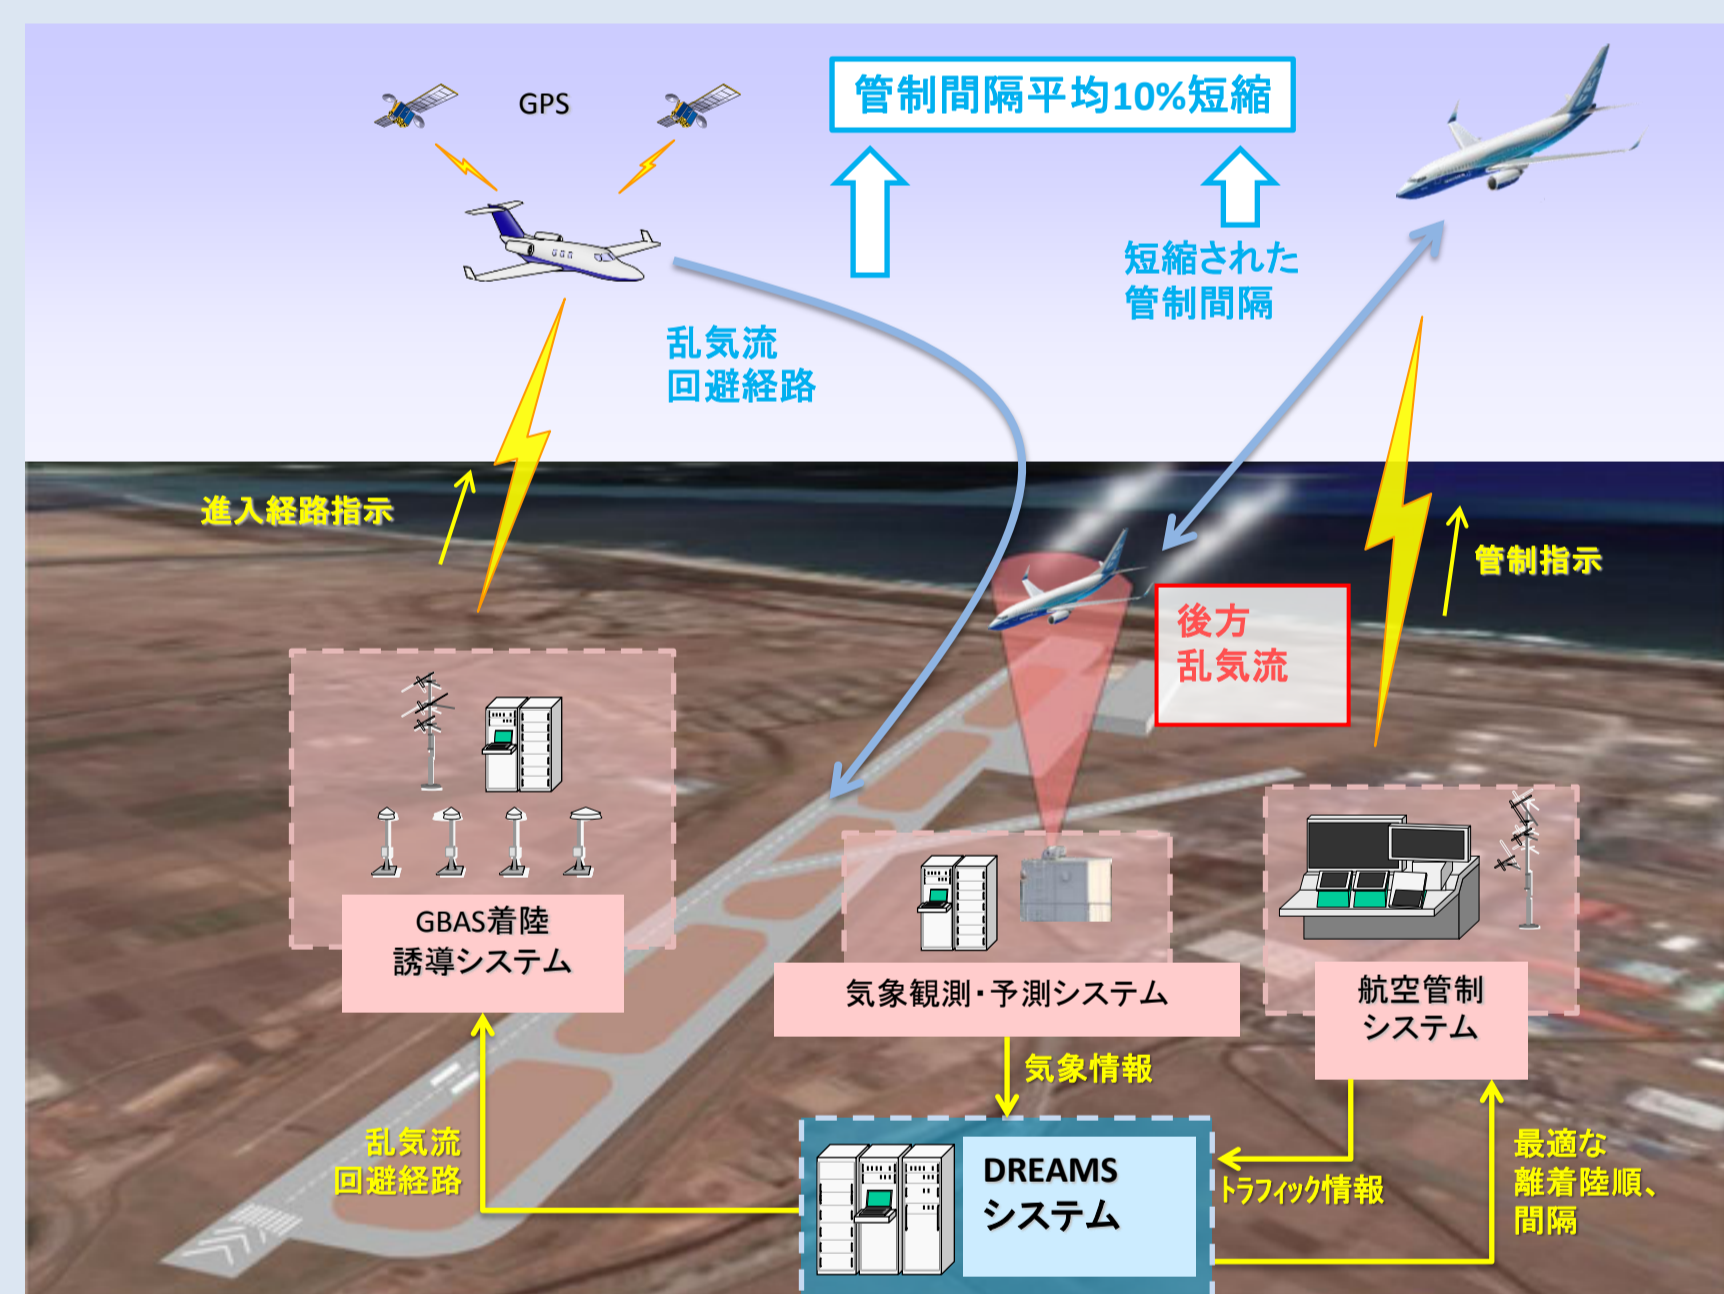 GPS
管制間隔平均10%短縮
短縮された
管制間隔
乱気流
回避経路
進入経路指示
管制指示
後方
乱気流
GBAS着陸
誘導システム
気象観測・予測システム
航空管制
システム
気象情報
乱気流
回避経路
DREAMS
システム
トラフィック情報
最適な
離着陸順、
間隔